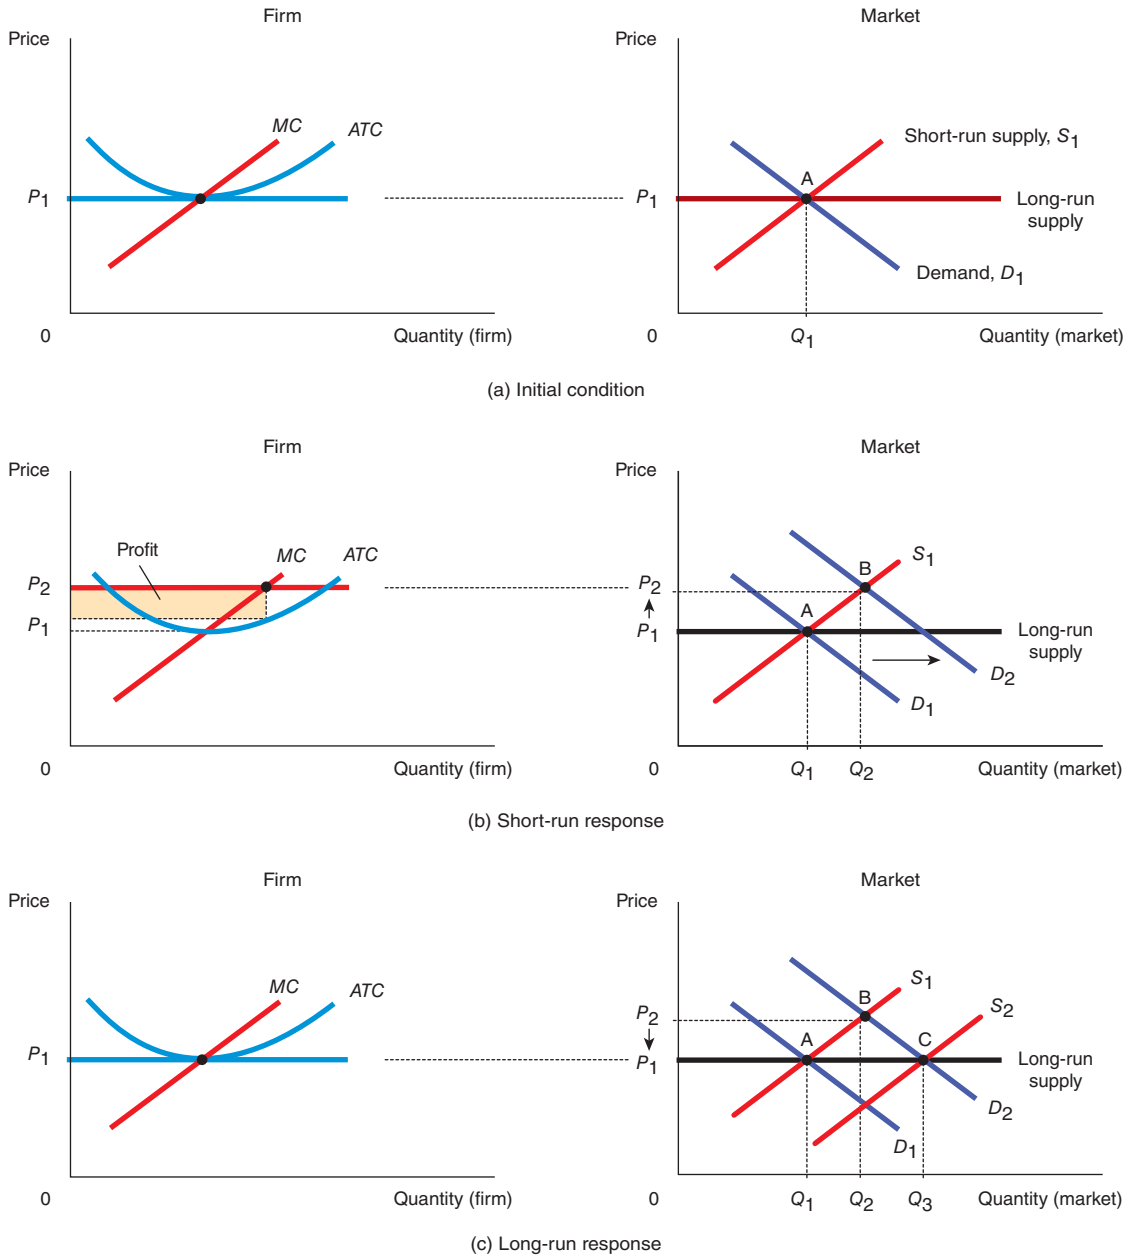 Firm
Market
Price
Price
MC
ATC
Short-run supply, S1
A
P1
P1
Long-run
supply
Demand, D1
0
Quantity (firm)
0
Q1
Quantity (market)
(a) Initial condition
Firm
Market
Price
Price
Profit
MC
ATC
S1
B
P2
P2
A
P1
P1
Long-run
supply
D2
D1
0
Quantity (firm)
0
Q1
Q2
Quantity (market)
(b) Short-run response
Firm
Market
Price
Price
MC
ATC
S1
B
S2
P2
A
C
P1
P1
Long-run
supply
D2
D1
0
Quantity (firm)
0
Q1
Q2
Q3
Quantity (market)
(c) Long-run response